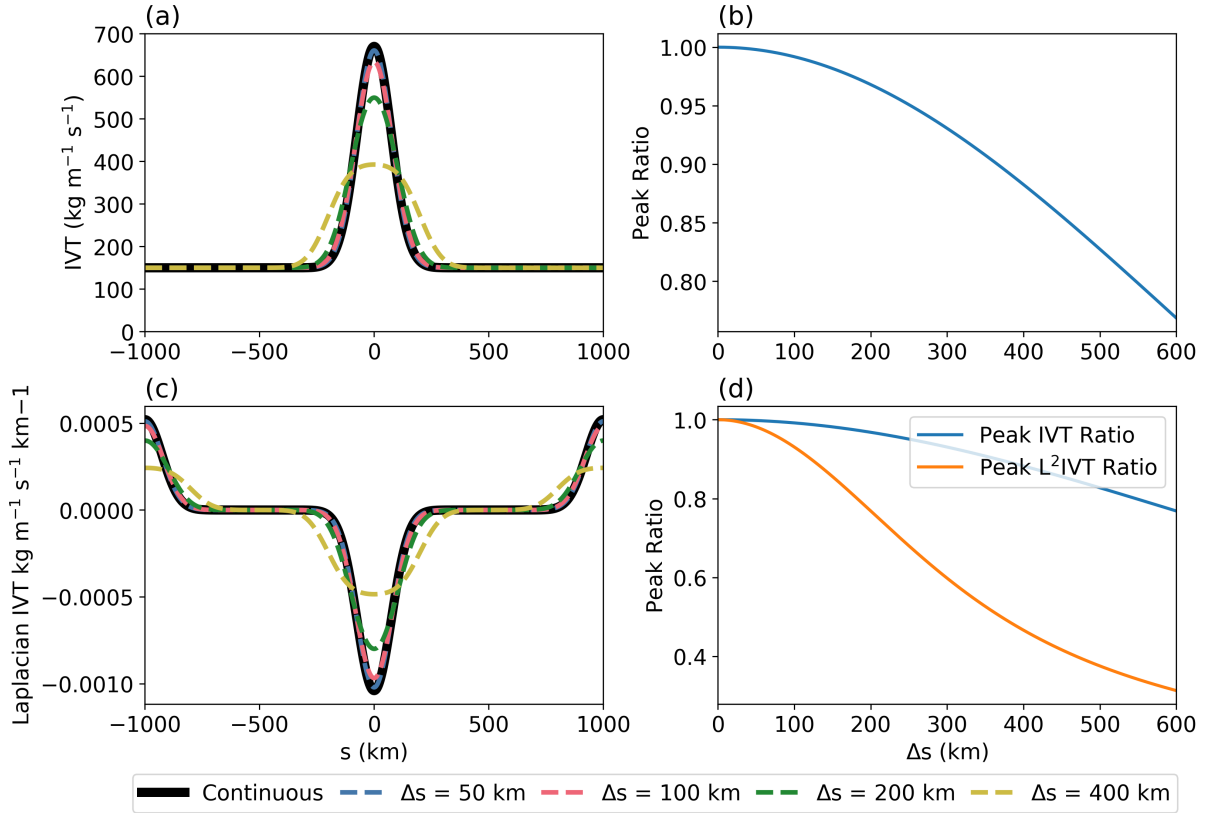 (a)
700
600
500
400
300
200
100
0
IVT (kg m⁻¹ s⁻¹)
−1000
−500
0
500
1000
(b)
1.00
0.95
0.90
0.85
0.80
Peak Ratio
0
100
200
300
400
500
600
(c)
0.0005
0.0000
−0.0005
−0.0010
Laplacian IVT kg m⁻¹ s⁻¹ km−1
−1000
−500
0
500
1000
s (km)
(d)
1.0
0.8
0.6
0.4
Peak Ratio
Peak IVT Ratio
Peak L²IVT Ratio
0
100
200
300
400
500
600
Δs (km)
Continuous
Δs = 50 km
Δs = 100 km
Δs = 200 km
Δs = 400 km